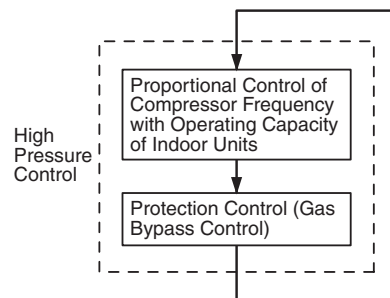 Proportional Control of
Compressor Frequency
with Operating Capacity
of Indoor Units
High
Pressure
Control
Protection Control (Gas
Bypass Control)